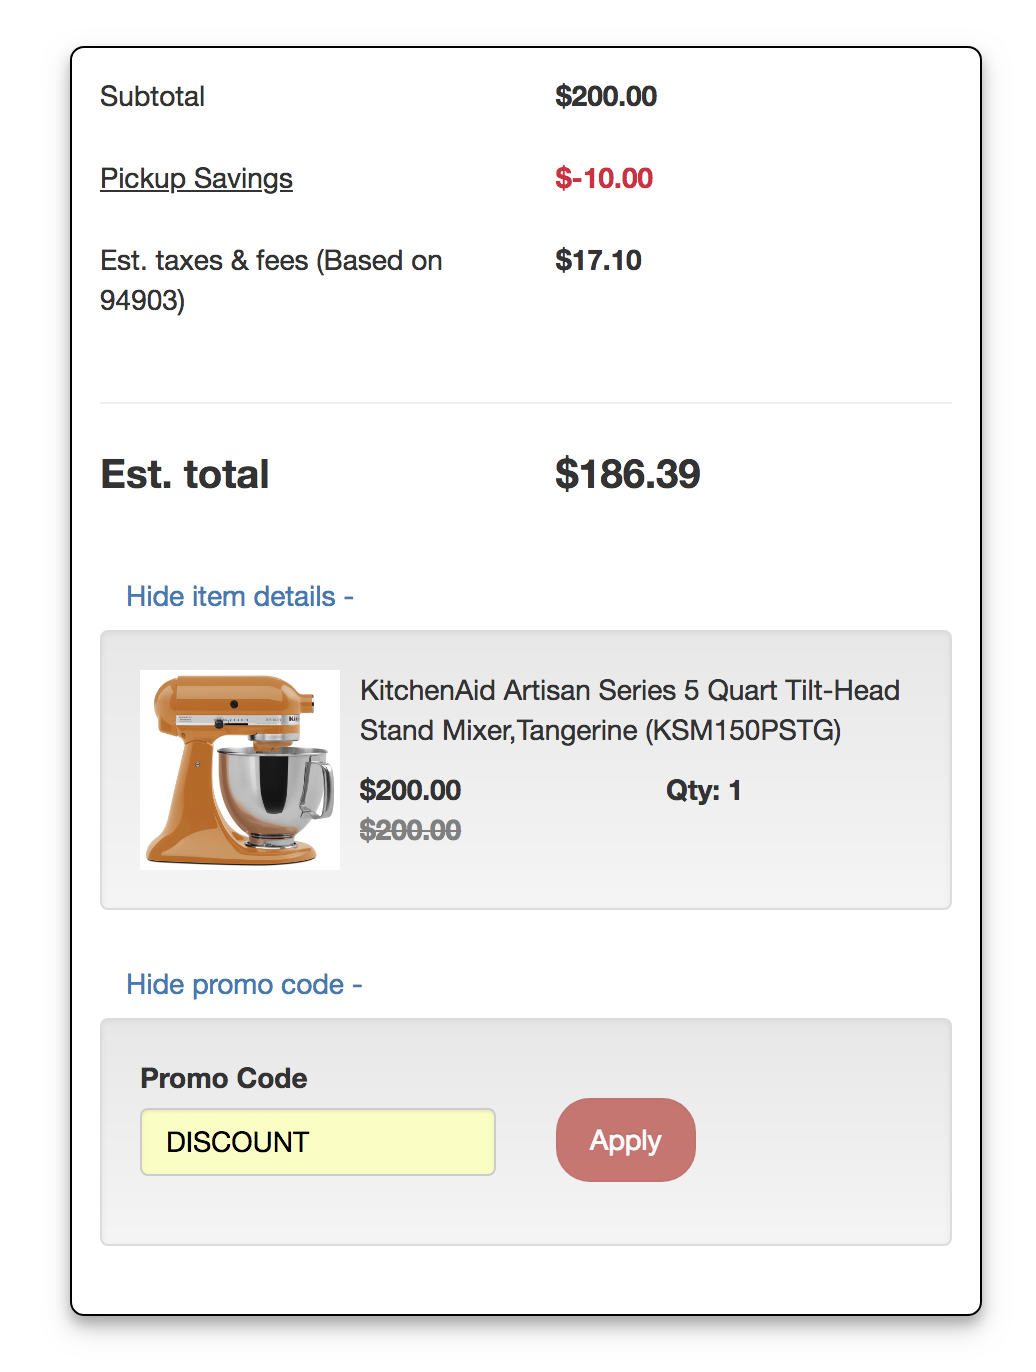 Subtotal $200.00
Pickup Savings $-10.00
Est. taxes & fees (Based on $17.10
94903)
Est. total $186.39
Hide item details -
KitchenAid Artisan Series 5 Quart Tilt-Head
Stand Mixer,Tangerine (KSM150PSTG)
$200.00 Qty: 1
$200.00
Hide promo code -
Promo Code
DISCOUNT Apply